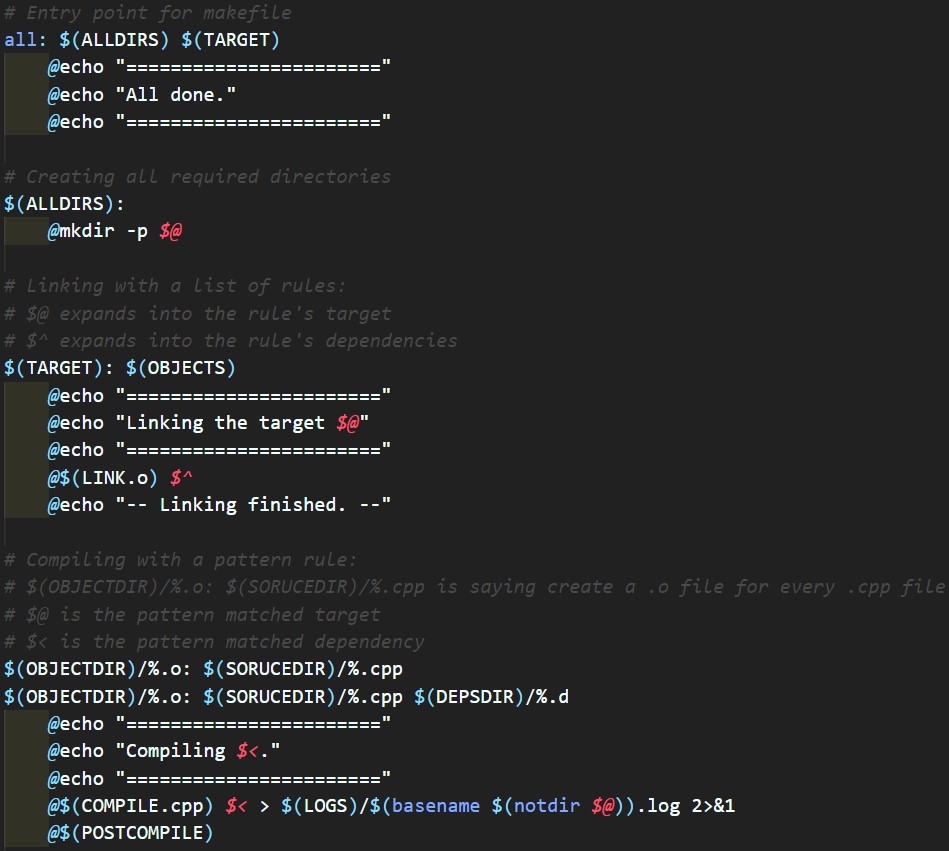 # Entry point for makefile
all: $(ALLDIRS) $(TARGET)
@echo "======================="
@echo "All done."
@echo "======================="
# Creating all required directories
$(ALLDIRS):
@mkdir -p $@
# Linking with a list of rules:
# $@ expands into the rule's target
# $^ expands into the rule's dependencies
$(TARGET): $(OBJECTS)
@echo "======================="
@echo "Linking the target $@"
@echo "======================="
@$(LINK.o) $^
@echo "-- Linking finished. --"
# Compiling with a pattern rule:
# $(OBJECTDIR)/%.o: $(SORUCEDIR)/%.cpp is saying create a .o file for every .cpp file
# $@ is the pattern matched target
# $< is the pattern matched dependency
$(OBJECTDIR)/%.o: $(SORUCEDIR)/%.cpp
$(OBJECTDIR)/%.o: $(SORUCEDIR)/%.cpp $(DEPSDIR)/%.d
@echo "======================="
@echo "Compiling $<."
@echo "======================="
@$(COMPILE.cpp) $< > $(LOGS)/$(basename $(notdir $@)).log 2>&1
@$(POSTCOMPILE)